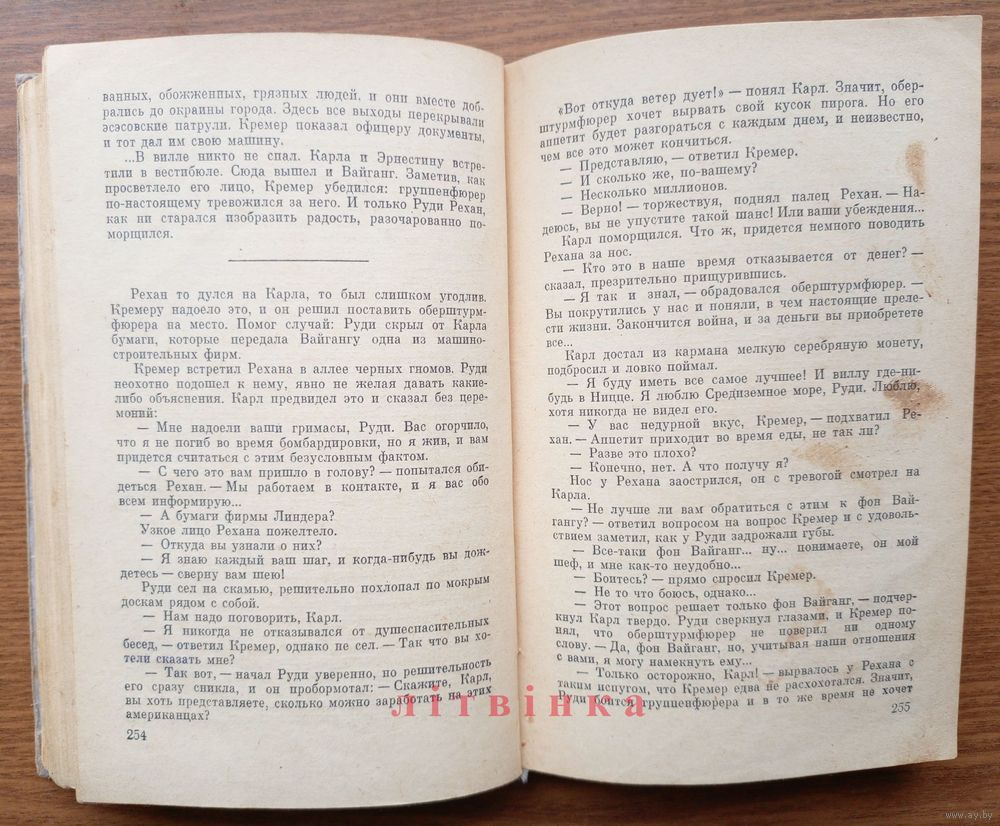 ванных, обожженных, грязных людей, и они вместе доб-
рались до окраины города. Здесь все выходы перекрывали
эсэсовские патрули. Кремер показал офицеру документы,
и тот дал им свою машину.
...В вилле никто не спал. Карла и Эрнестину встре-
тили в вестибюле. Сюда вышел и Вайганг. Заметив, как
просветлело его лицо, Кремер убедился: группенфюрер
по-настоящему тревожился за него. И только Руди Рехан,
как ни старался изобразить радость, разочарованно по-
морщился.
Рехан то дулся на Карла, то был слишком угодлив.
Кремеру надоело это, и он решил поставить оберштурм-
фюрера на место. Помог случай: Руди скрыл от Карла
бумаги, которые передала Вайгангу одна из машино-
строительных фирм.
Кремер встретил Рехана в аллее черных гномов. Руди
неохотно подошел к нему, явно не желая давать какие-
либо объяснения. Карл предвидел это и сказал без цере-
моний:
— Мне надоели ваши гримасы, Руди. Вас огорчило,
что я не погиб во время бомбардировки, но я жив, и вам
придется считаться с этим безусловным фактом.
— С чего это вам пришло в голову? — попытался оби-
деться Рехан. — Мы работаем в контакте, и я вас обо
всем информирую...
— А бумаги фирмы Линдера?
Узкое лицо Рехана пожелтело.
— Откуда вы узнали о них?
— Я знаю каждый ваш шаг, и когда-нибудь вы дож-
детесь — сверну вам шею!
Руди сел на скамью, решительно похлопал по мокрым
доскам рядом с собой.
— Нам надо поговорить, Карл.
— Я никогда не отказывался от душеспасительных
бесед, — ответил Кремер, однако не сел. — Так что вы хо-
тели сказать мне?
— Так вот, — начал Руди уверенно, но решительность
его сразу сникла, и он пробормотал: — Скажите, Карл,
вы хоть представляете, сколько можно заработать на этих
американцах?
254
«Вот откуда ветер дует!» — понял Карл. Значит, обер-
штурмфюрер хочет вырвать свой кусок пирога. Но его
аппетит будет разгораться с каждым днем, и неизвестно,
чем все это может кончиться.
— Представляю, — ответил Кремер.
— И сколько же, по-вашему?
— Несколько миллионов.
— Верно! — торжествуя, поднял палец Рехан. — На-
деюсь, вы не упустите такой шанс! Или ваши убеждения...
Карл поморщился. Что ж, придется немного поводить
Рехана за нос.
— Кто это в наше время отказывается от денег? —
сказал, презрительно прищурившись.
— Я так и знал, — обрадовался оберштурмфюрер. —
Вы покрутились у нас и поняли, в чем настоящие прелес-
ти жизни. Закончится война, и за деньги вы приобретете
все...
Карл достал из кармана мелкую серебряную монету,
подбросил и ловко поймал.
— Я буду иметь все самое лучшее! И виллу где-ни-
будь в Ницце. Я люблю Средиземное море, Руди. Люблю,
хотя никогда не видел его.
— У вас недурной вкус, Кремер, — подхватил Ре-
хан. — Аппетит приходит во время еды, не так ли?
— Разве это плохо?
— Конечно, нет. А что получу я?
Нос у Рехана заострился, он с тревогой смотрел на
Карла.
— Не лучше ли вам обратиться с этим к фон Вай-
гангу? — ответил вопросом на вопрос Кремер и с удоволь-
ствием заметил, как у Руди задрожали губы.
— Все-таки фон Вайганг... ну... понимаете, он мой
шеф, и мне как-то неудобно...
— Боитесь? — прямо спросил Кремер.
— Не то что боюсь, однако...
— Этот вопрос решает только фон Вайганг, — подчер-
кнул Карл твердо. Руди сверкнул глазами, и Кремер по-
нял, что оберштурмфюрер не поверил ни одному
слову. — Да, фон Вайганг, но, учитывая наши отношения
с вами, я могу намекнуть ему...
— Только осторожно, Карл! — вырвалось у Рехана с
таким испугом, что Кремер едва не расхохотался. Значит,
Руди боится группенфюрера и в то же время не хочет
255
літвінка
www.ay.by